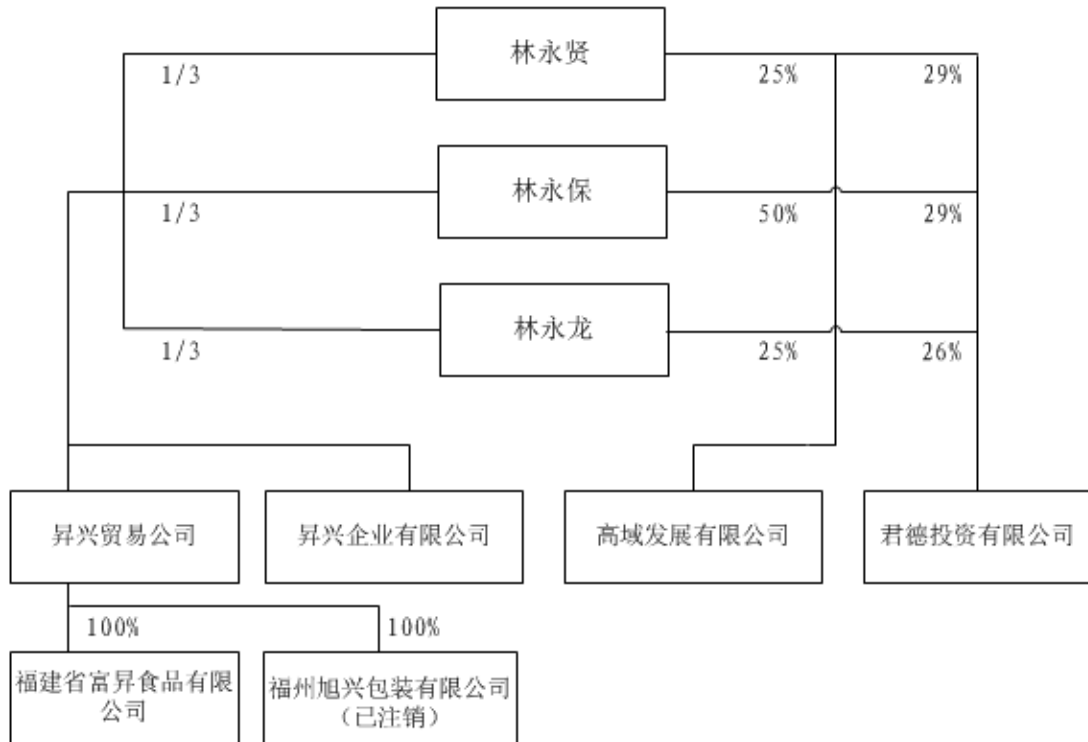 林永贤
1/3
25%
29%
林永保
1/3
50%
29%
林永龙
1/3
25%
26%
昇兴贸易公司
昇兴企业有限公司
高域发展有限公司
君德投资有限公司
100%
100%
福建省富昇食品有限
公司
福州旭兴包装有限公司
（已注销）